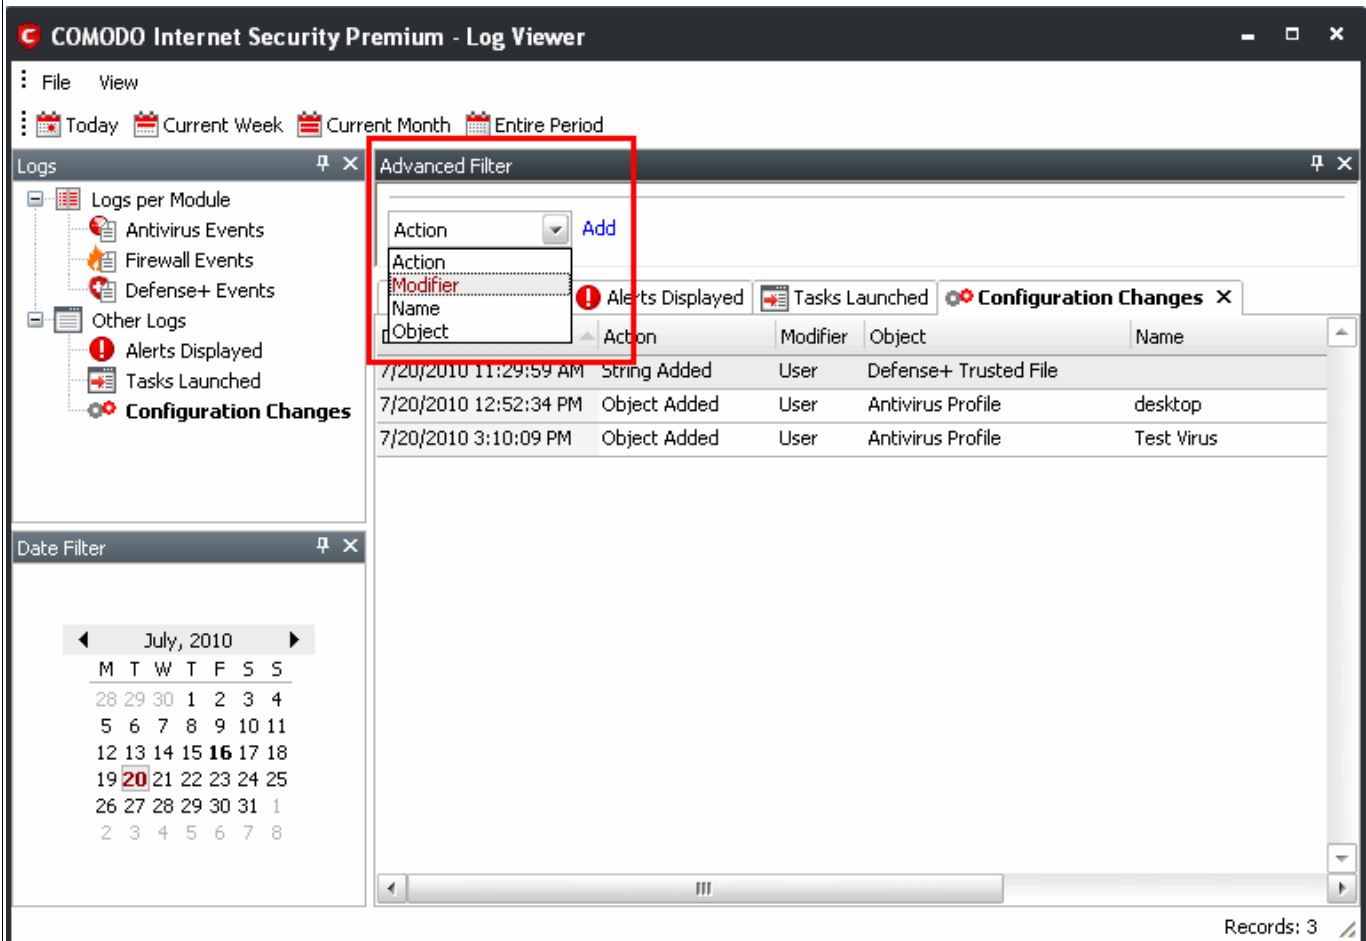 COMODO Internet Security Premium - Log Viewer
File View
Today Current Week Current Month Entire Period
Logs
Logs per Module
Antivirus Events
Firewall Events
Defense+ Events
Other Logs
Alerts Displayed
Tasks Launched
Configuration Changes
Advanced Filter
Action Add
Action
Modifier
Name
Object
Alerts Displayed Tasks Launched Configuration Changes
Action Modifier Object Name
7/20/2010 11:29:59 AM String Added User Defense+ Trusted File
7/20/2010 12:52:34 PM Object Added User Antivirus Profile desktop
7/20/2010 3:10:09 PM Object Added User Antivirus Profile Test Virus
Date Filter
July, 2010
M T W T F S S
28 29 30 1 2 3 4
5 6 7 8 9 10 11
12 13 14 15 16 17 18
19 20 21 22 23 24 25
26 27 28 29 30 31 1
2 3 4 5 6 7 8
Records: 3